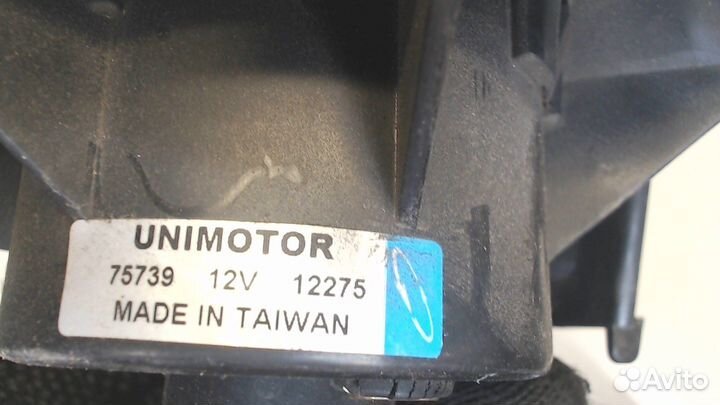 UNIMOTOR
75739 12V 12275
MADE IN TAIWAN
Avito